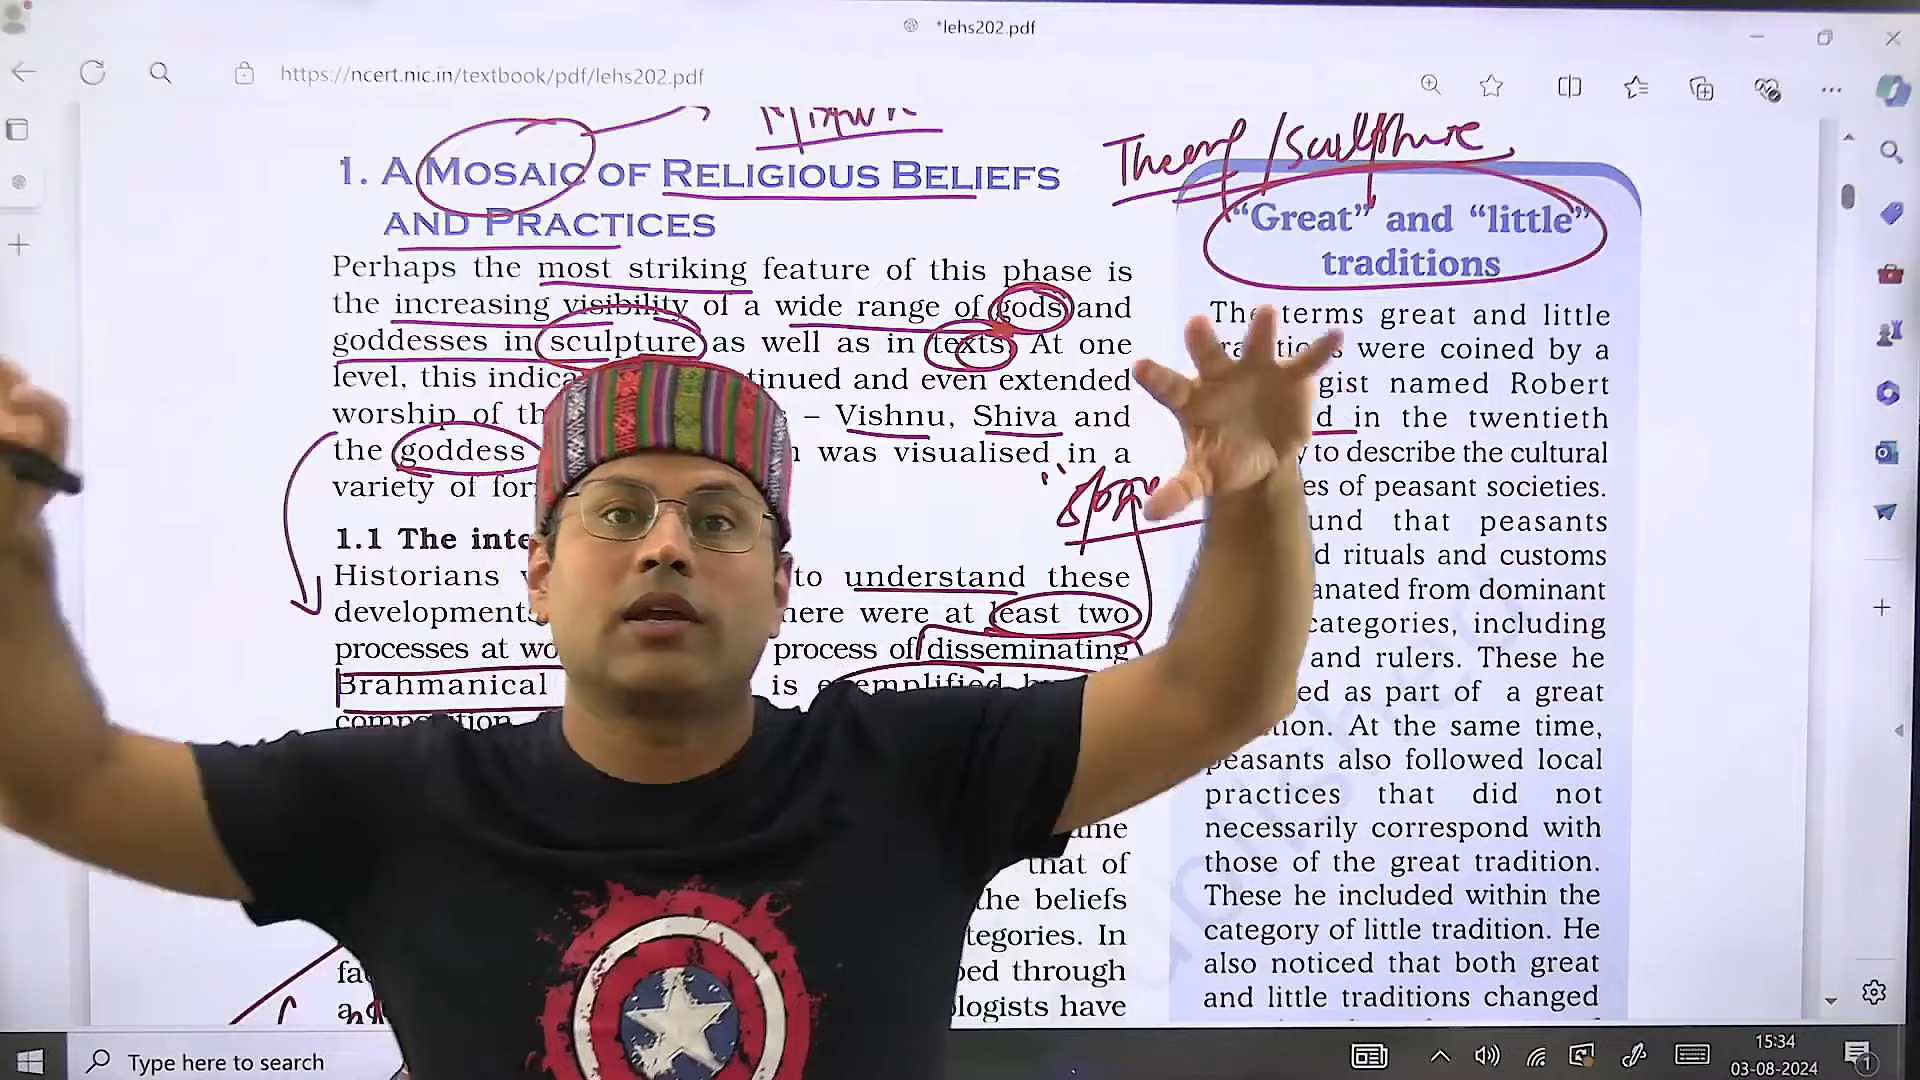 *lehs202.pdf
https://ncert.nic.in/textbook/pdf/lehs202.pdf
1. A MOSAIC OF RELIGIOUS BELIEFS
AND PRACTICES
Perhaps the most striking feature of this phase is
the increasing visibility of a wide range of gods and
goddesses in sculpture as well as in texts. At one
level, this indica tinued and even extended
worship of th – Vishnu, Shiva and
the goddess was visualised in a
variety of for
1.1 The inte
Historians to understand these
development here were at least two
processes at wo process of disseminating
Brahmanical is exemplified
that of
the beliefs
tegories. In
ped through
ologists have
Theory / Sculpture
“Great” and “little”
traditions
The terms great and little
were coined by a
gist named Robert
d in the twentieth
y to describe the cultural
es of peasant societies.
und that peasants
d rituals and customs
anated from dominant
categories, including
and rulers. These he
ed as part of a great
tion. At the same time,
peasants also followed local
practices that did not
necessarily correspond with
those of the great tradition.
These he included within the
category of little tradition. He
also noticed that both great
and little traditions changed
Type here to search
15:34
03-08-2024
1